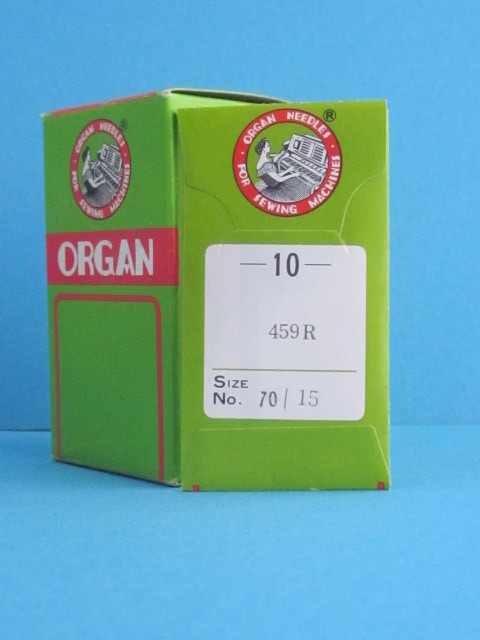 ORGAN NEEDLES
FOR SEWING MACHINES
ORGAN
ORGAN NEEDLES ®
FOR SEWING MACHINES
—10—
459R
SIZE
No. 70 / 15